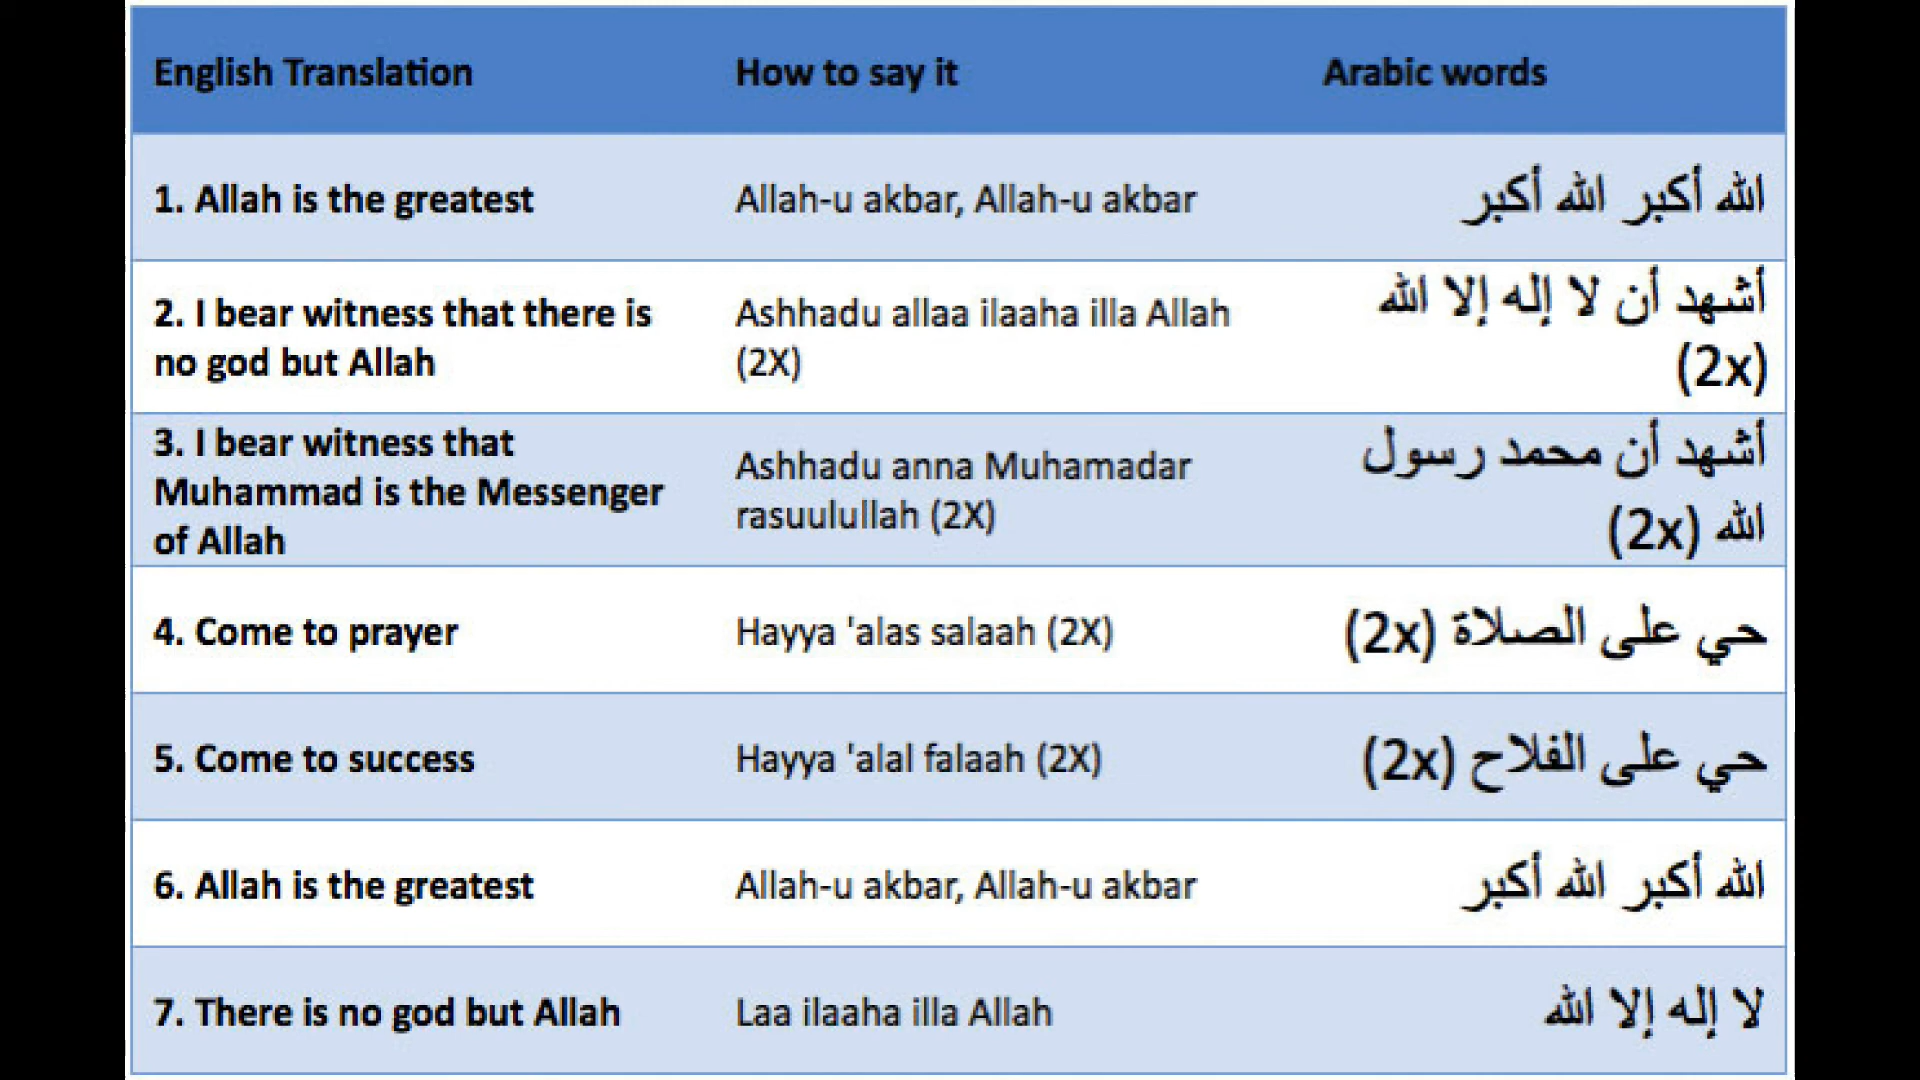 English Translation How to say it Arabic words
1. Allah is the greatest Allah-u akbar, Allah-u akbar الله أكبر الله أكبر
2. I bear witness that there is
no god but Allah
Ashhadu allaa ilaaha illa Allah
(2X)
أشهد أن لا إله إلا الله
(2x)
3. I bear witness that
Muhammad is the Messenger
of Allah
Ashhadu anna Muhamadar
rasuulullah (2X)
أشهد أن محمد رسول
الله (2x)
4. Come to prayer Hayya 'alas salaah (2X) حي على الصلاة (2x)
5. Come to success Hayya 'alal falaah (2X) حي على الفلاح (2x)
6. Allah is the greatest Allah-u akbar, Allah-u akbar الله أكبر الله أكبر
7. There is no god but Allah Laa ilaaha illa Allah لا إله إلا الله